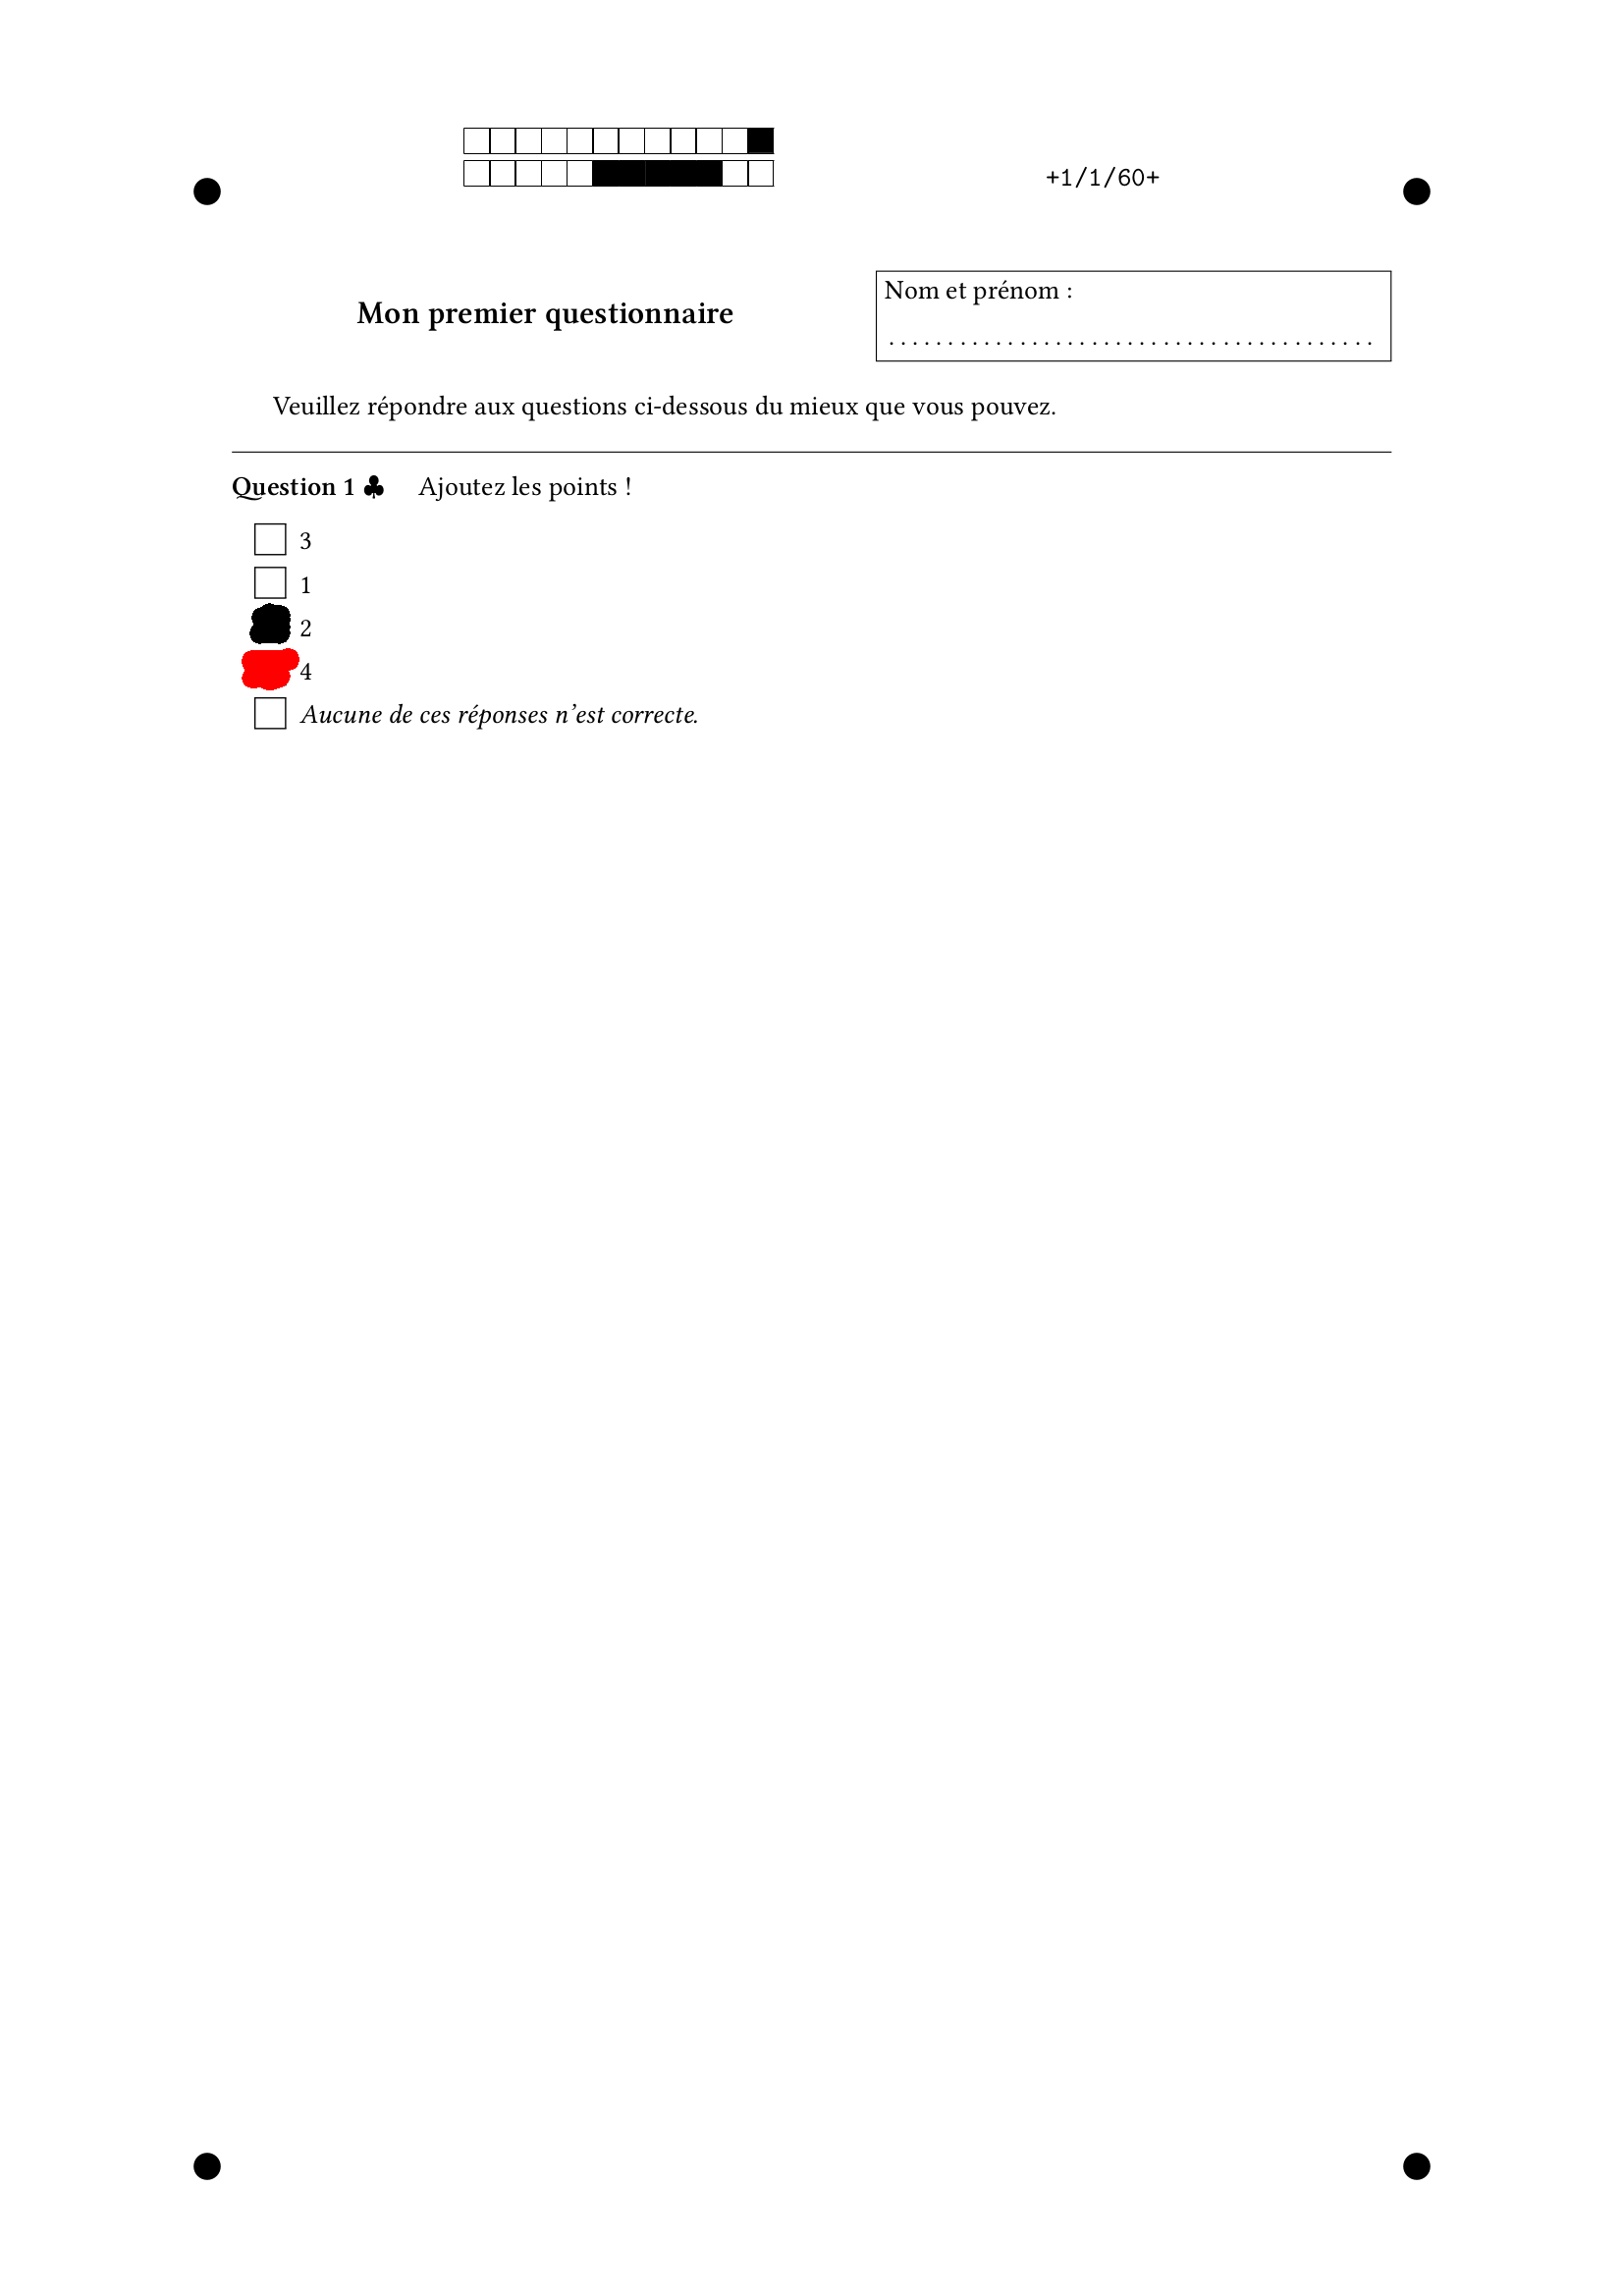 +1/1/60+
Mon premier questionnaire
Nom et prénom :
.........................................
Veuillez répondre aux questions ci-dessous du mieux que vous pouvez.
Question 1 ♣ Ajoutez les points !
3
1
2
4
Aucune de ces réponses n’est correcte.